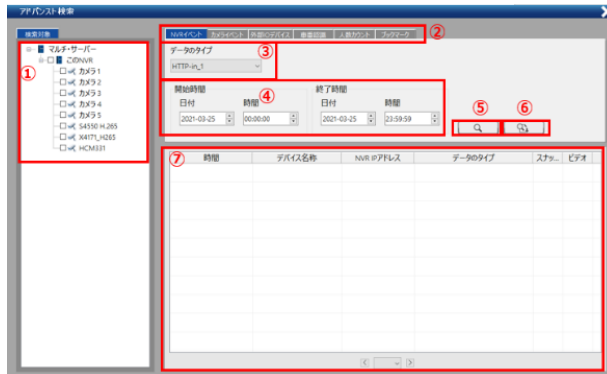 アドバンスト検索
検索対象
マルチ・サーバー
このNVR
カメラ1
カメラ2
カメラ3
カメラ4
カメラ5
S4550 H.265
X4171_H265
HCM331
①
NVRイベント カメライベント 外部I/Oデバイス 車番認識 人数カウント ブックマーク ②
データのタイプ ③
HTTP-in_1
開始時間 ④ 終了時間
日付 時間 日付 時間
2021-03-25 00:00:00 2021-03-25 23:59:59
⑤ ⑥
⑦ 時間 デバイス名称 NVR IPアドレス データのタイプ スナッ... ビデオ